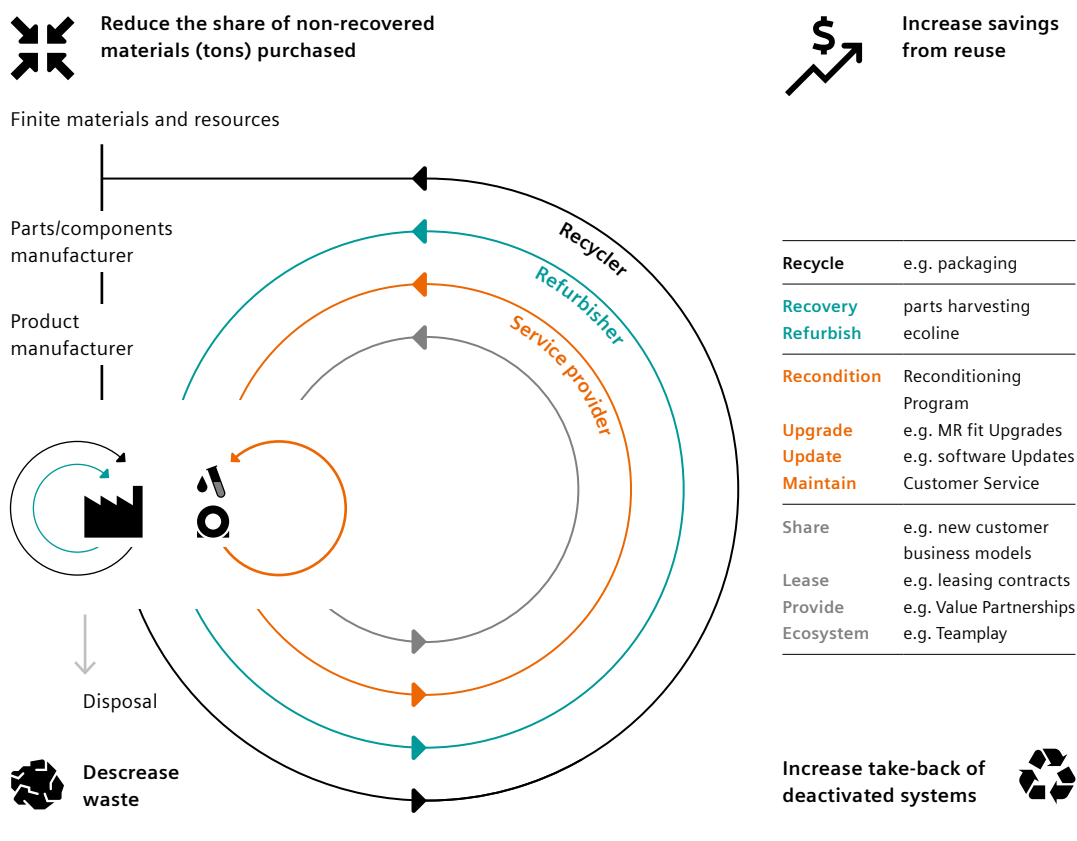 Reduce the share of non-recovered
materials (tons) purchased
Increase savings
from reuse
$
Finite materials and resources
Parts/components
manufacturer
Product
manufacturer
Recycler
Refurbisher
Service provider
Recycle e.g. packaging
Recovery parts harvesting
Refurbish ecoline
Recondition Reconditioning
Program
Upgrade e.g. MR fit Upgrades
Update e.g. software Updates
Maintain Customer Service
Share e.g. new customer
business models
Lease e.g. leasing contracts
Provide e.g. Value Partnerships
Ecosystem e.g. Teamplay
Disposal
Descrease
waste
Increase take-back of
deactivated systems